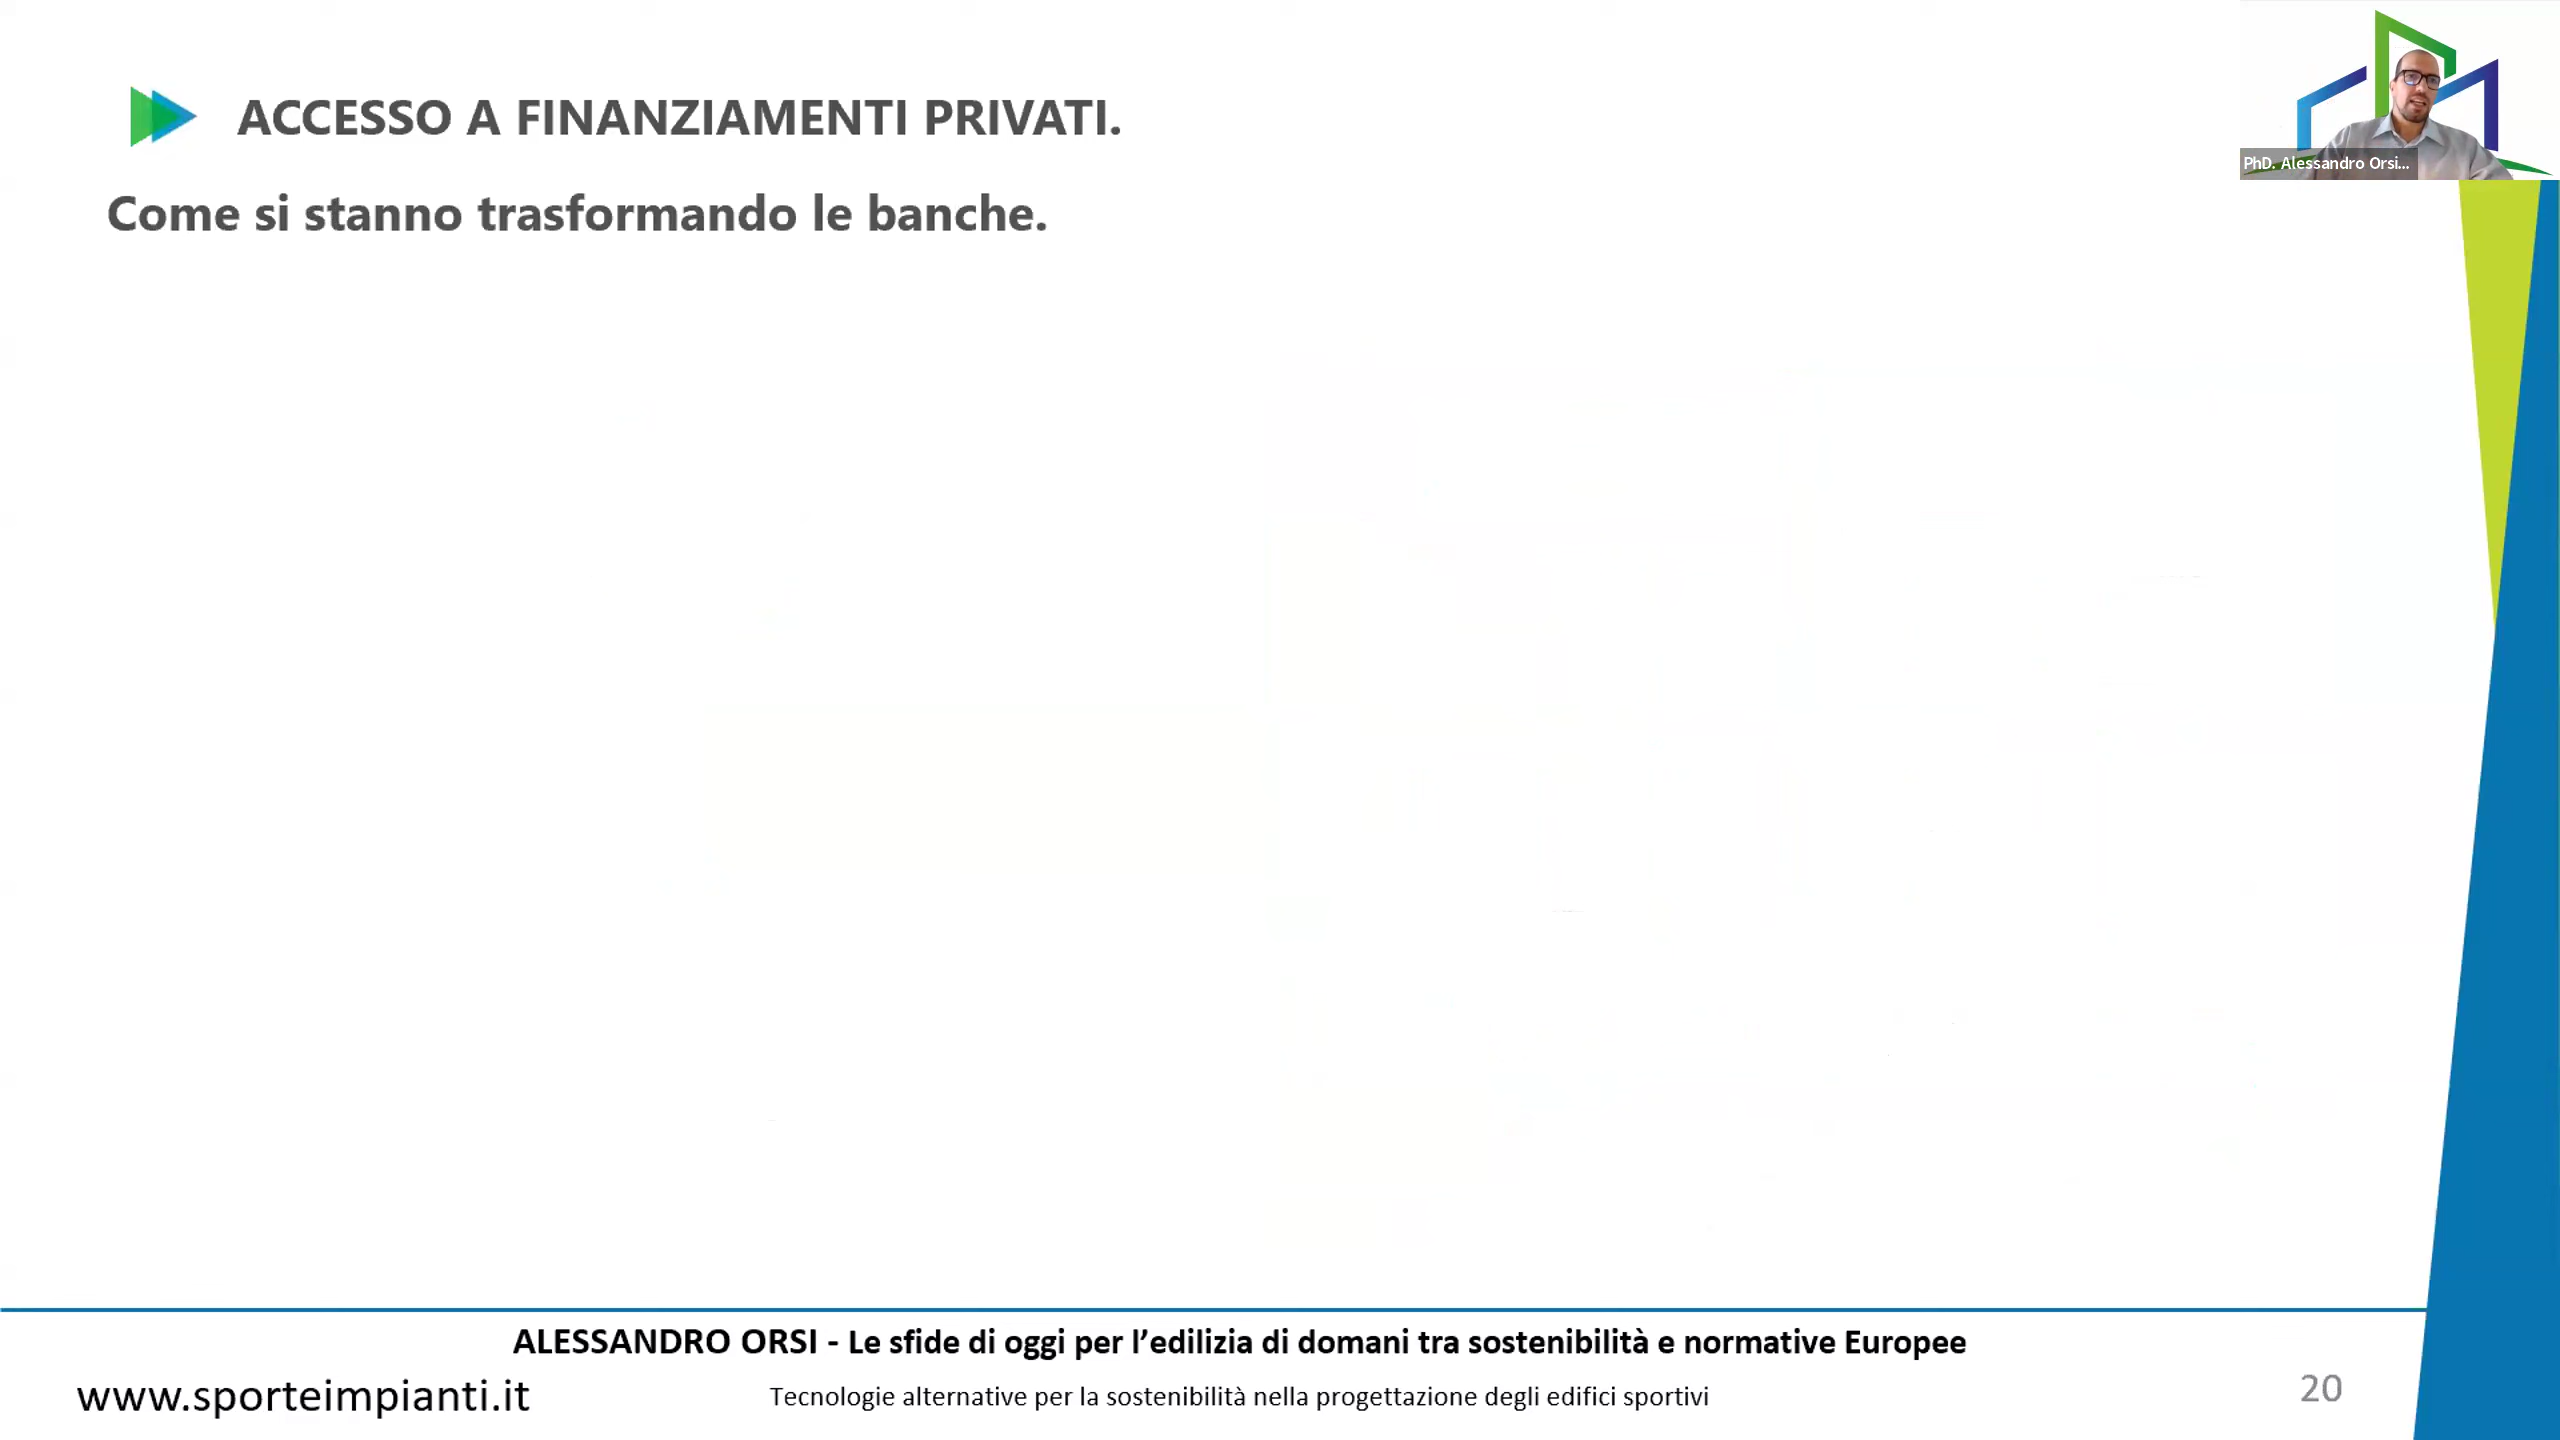 ACCESSO A FINANZIAMENTI PRIVATI.
PhD. Alessandro Orsi...
Come si stanno trasformando le banche.
ALESSANDRO ORSI - Le sfide di oggi per l’edilizia di domani tra sostenibilità e normative Europee
www.sporteimpianti.it
Tecnologie alternative per la sostenibilità nella progettazione degli edifici sportivi
20